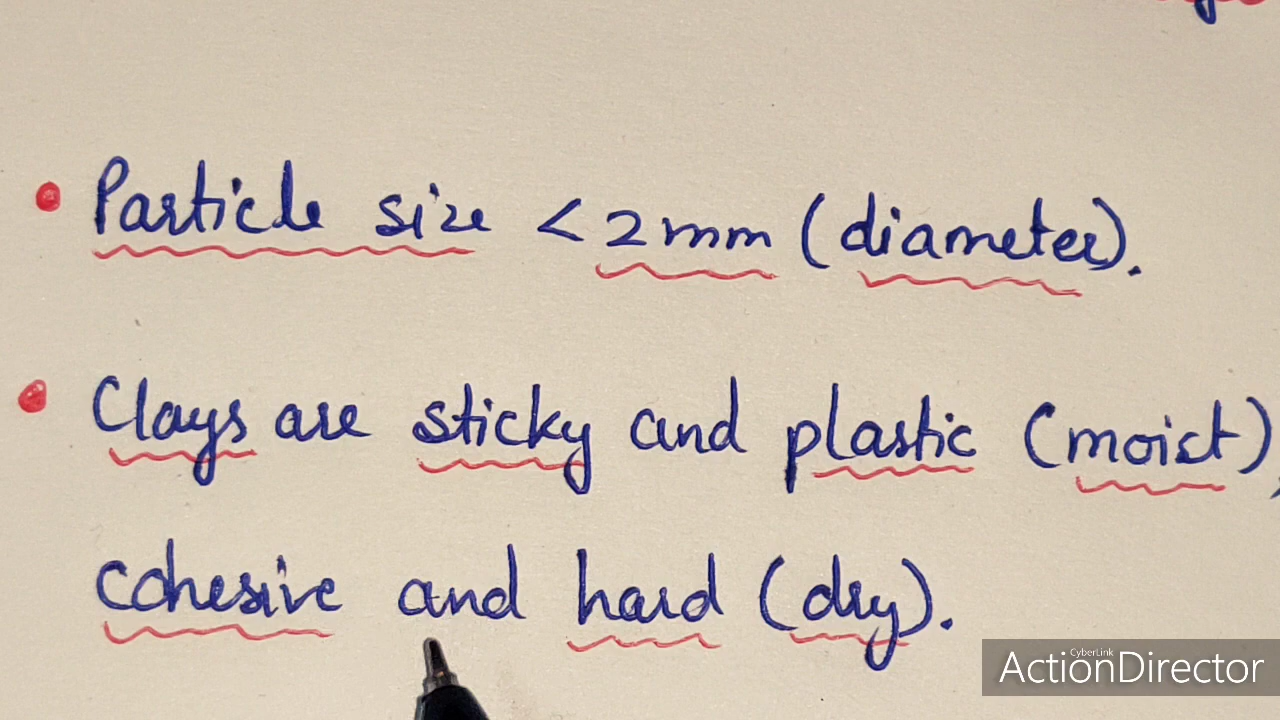 • Particle size < 2mm (diameter).
• Clays are sticky and plastic (moist),
cohesive and hard (dry).
CyberLink
ActionDirector